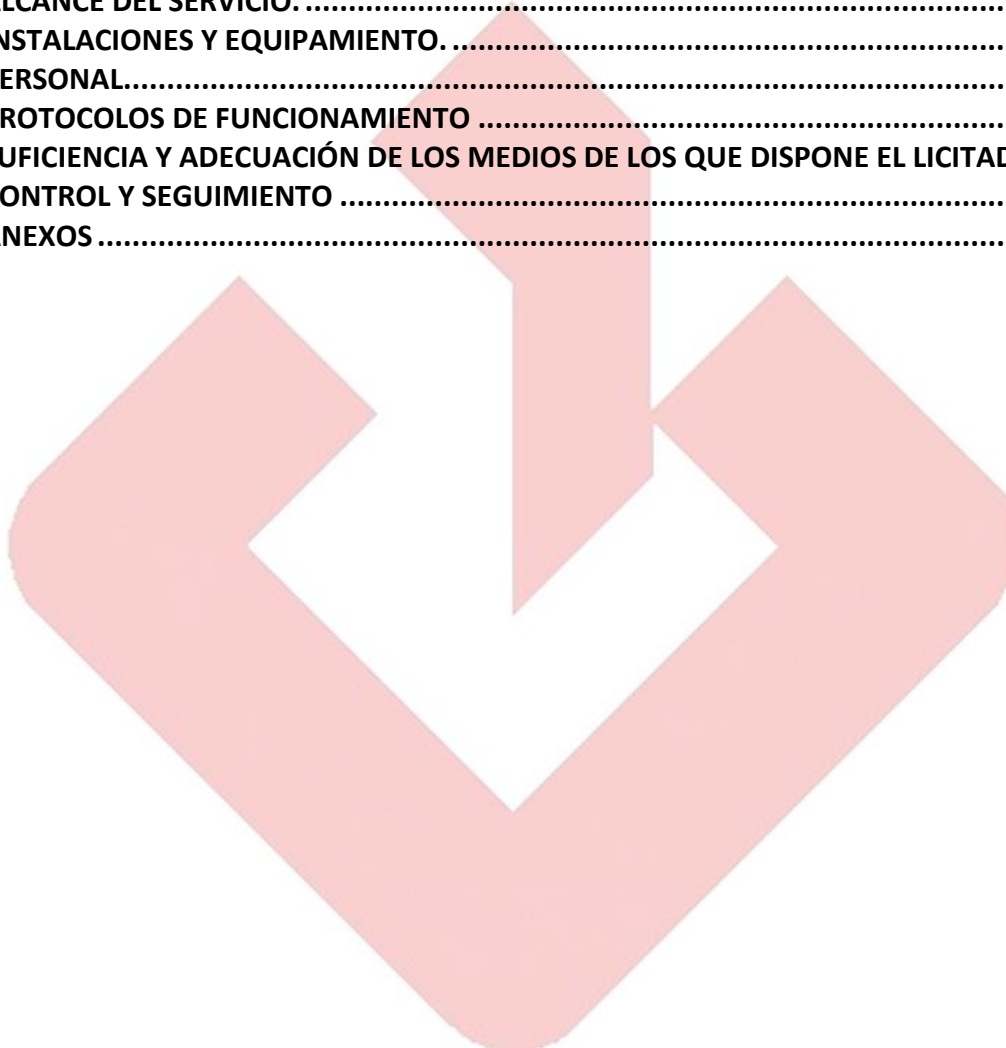 LCANCE DEL SERVICIO. ........................................................................................
NSTALACIONES Y EQUIPAMIENTO. ......................................................................
ERSONAL................................................................................................................
ROTOCOLOS DE FUNCIONAMIENTO ...................................................................
UFICIENCIA Y ADECUACIÓN DE LOS MEDIOS DE LOS QUE DISPONE EL LICITAD
ONTROL Y SEGUIMIENTO ...................................................................................
NEXOS ...................................................................................................................